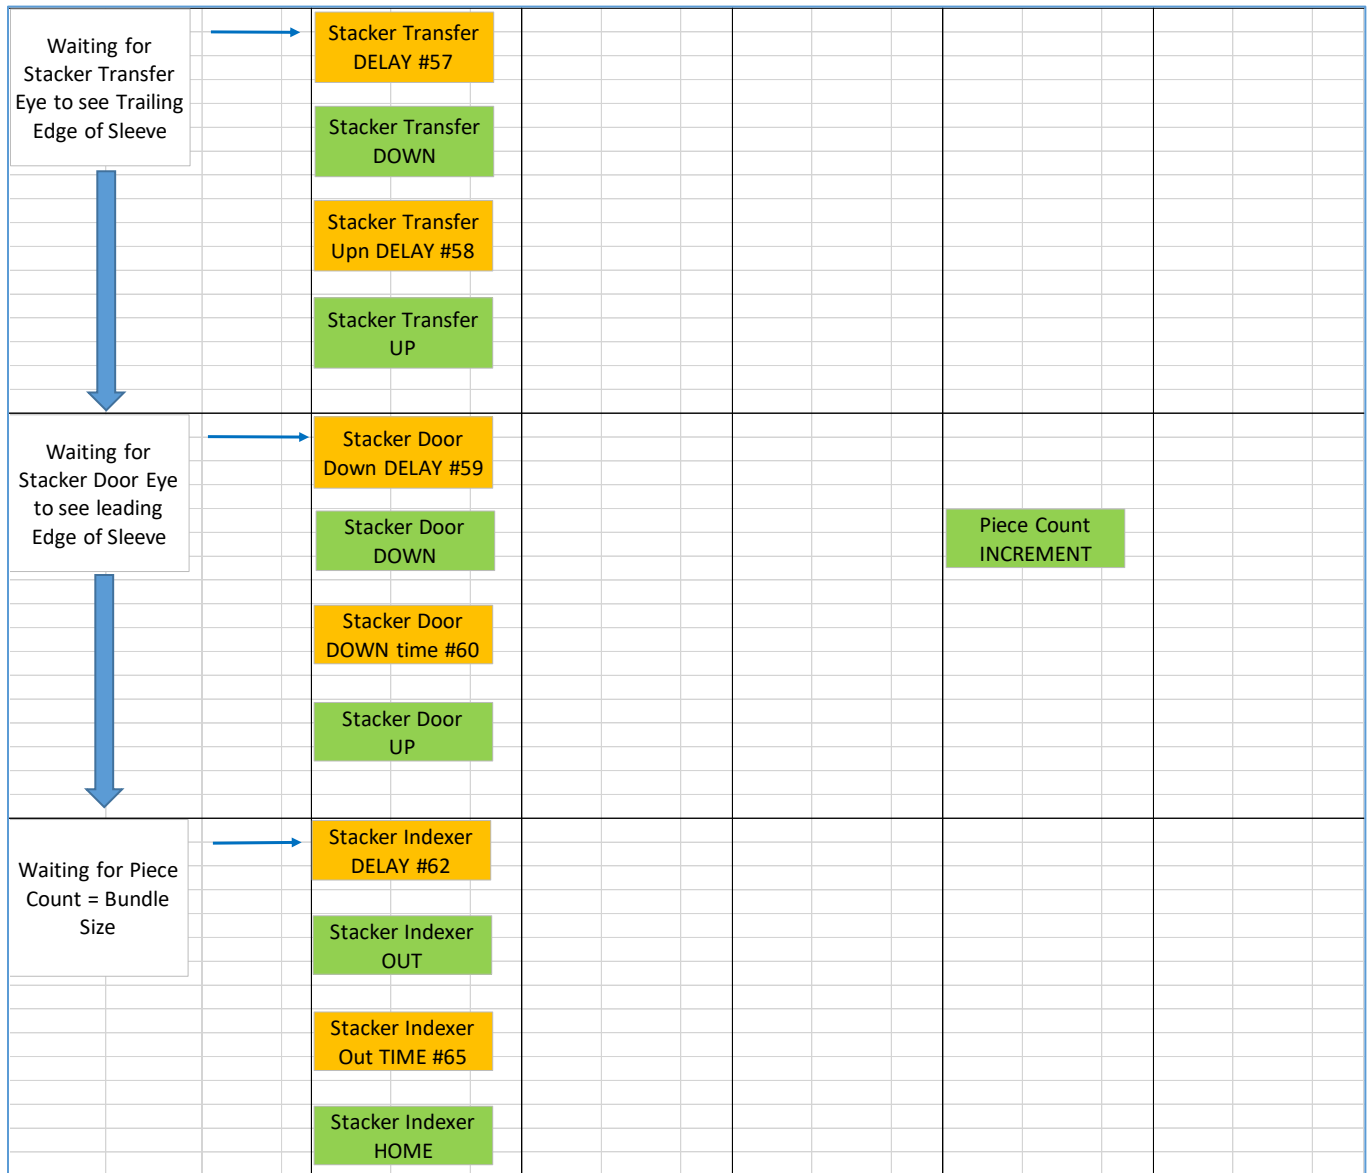 Waiting for
Stacker Transfer
Eye to see Trailing
Edge of Sleeve
Stacker Transfer
DELAY #57
Stacker Transfer
DOWN
Stacker Transfer
Upn DELAY #58
Stacker Transfer
UP
Waiting for
Stacker Door Eye
to see leading
Edge of Sleeve
Stacker Door
Down DELAY #59
Stacker Door
DOWN
Piece Count
INCREMENT
Stacker Door
DOWN time #60
Stacker Door
UP
Waiting for Piece
Count = Bundle
Size
Stacker Indexer
DELAY #62
Stacker Indexer
OUT
Stacker Indexer
Out TIME #65
Stacker Indexer
HOME